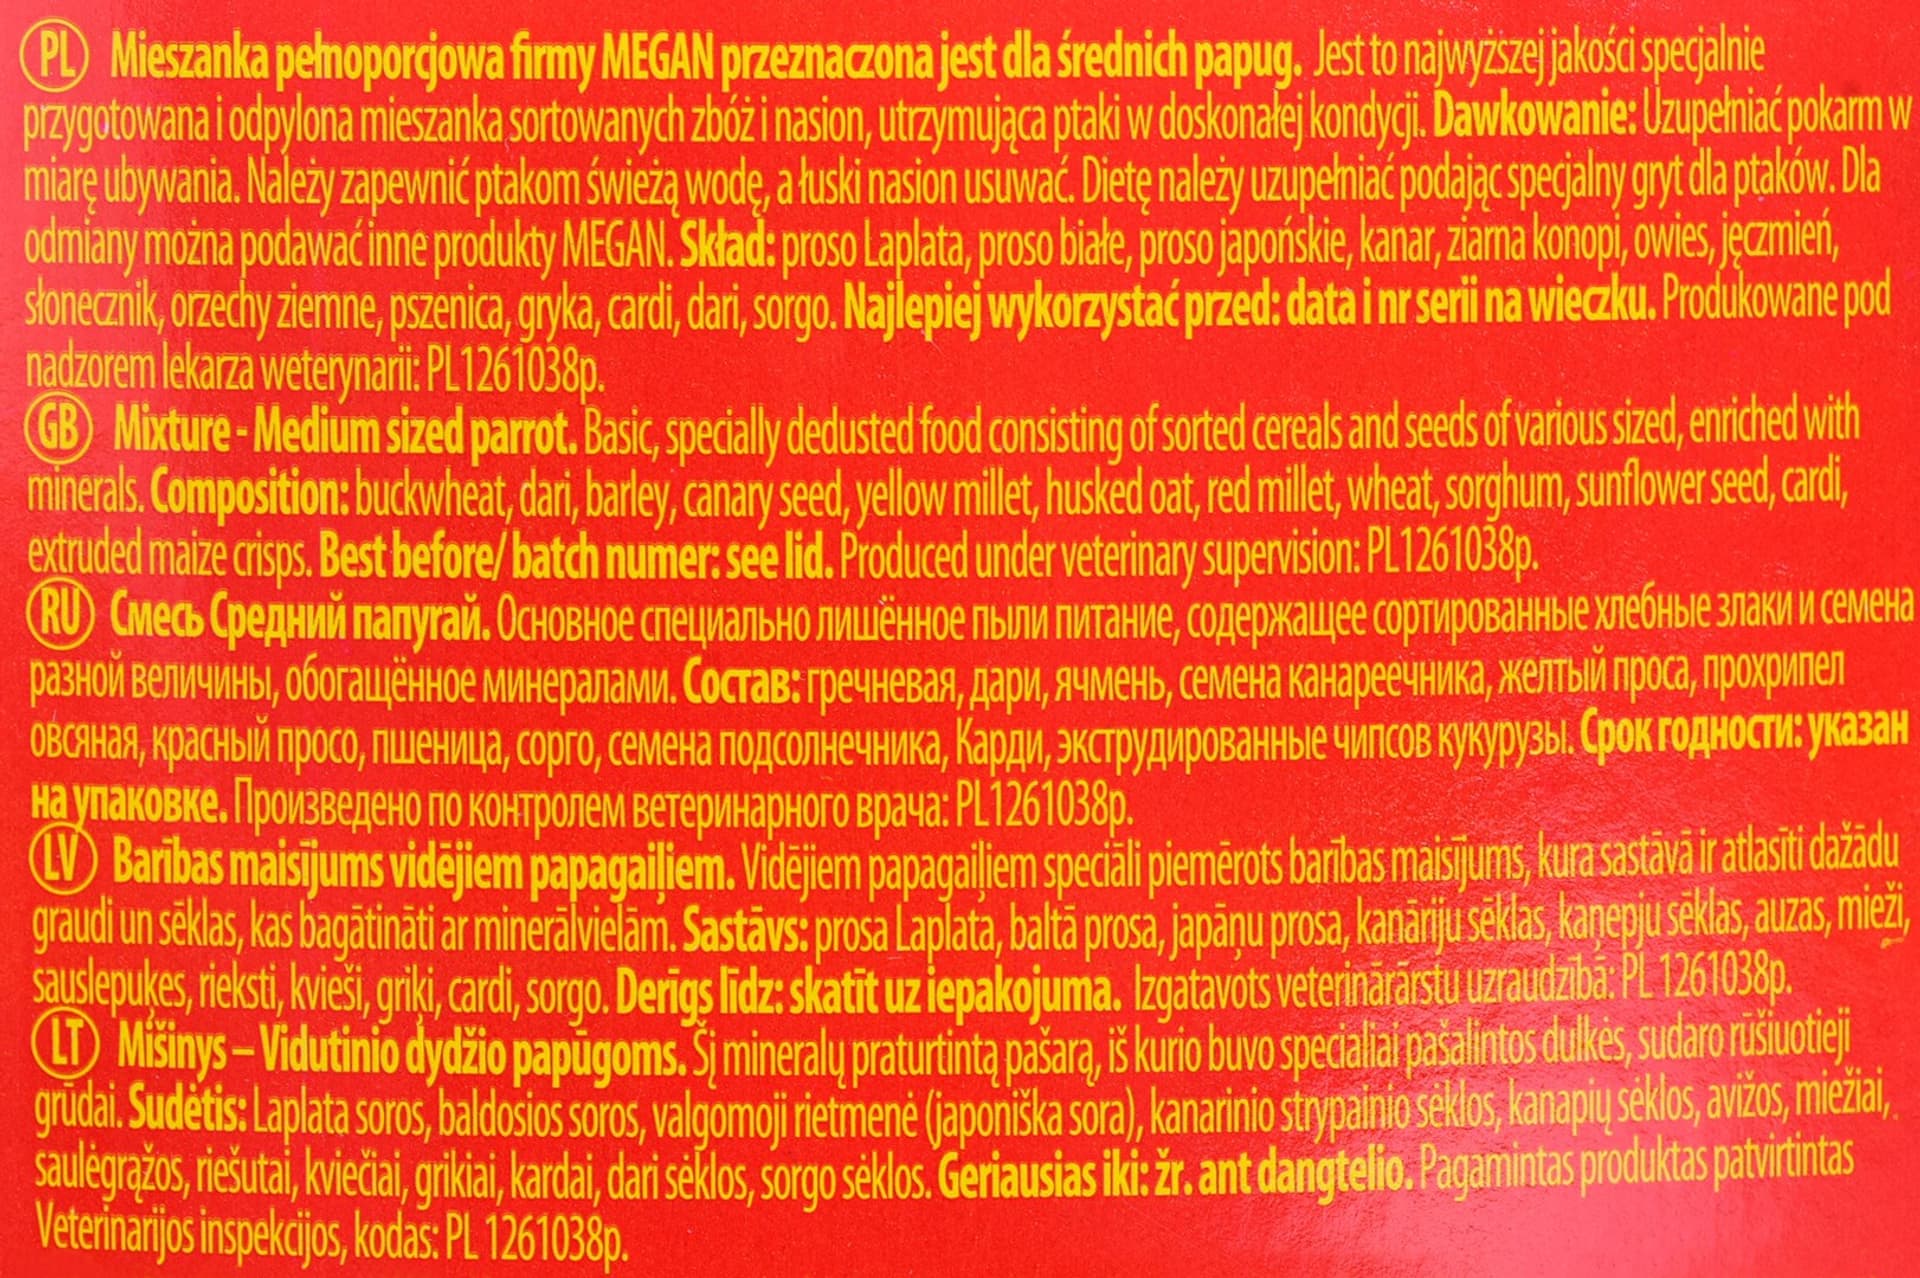 PL Mieszanka pełnoporcjowa firmy MEGAN przeznaczona jest dla średnich papug. Jest to najwyższej jakości specjalnie
przygotowana i odpylona mieszanka sortowanych zbóż i nasion, utrzymująca ptaki w doskonałej kondycji. Dawkowanie: Uzupełniać pokarm w
miarę ubywania. Należy zapewnić ptakom świeżą wodę, a łuski nasion usuwać. Dietę należy uzupełniać podając specjalny gryt dla ptaków. Dla
odmiany można podawać inne produkty MEGAN. Skład: proso Laplata, proso białe, proso japońskie, kanar, ziarna konopi, owies, jęczmień,
słonecznik, orzechy ziemne, pszenica, gryka, cardi, dari, sorgo. Najlepiej wykorzystać przed: data i nr serii na wieczku. Produkowane pod
nadzorem lekarza weterynarii: PL1261038p.
GB Mixture - Medium sized parrot. Basic, specially dedusted food consisting of sorted cereals and seeds of various sized, enriched with
minerals. Composition: buckwheat, dari, barley, canary seed, yellow millet, husked oat, red millet, wheat, sorghum, sunflower seed, cardi,
extruded maize crisps. Best before/ batch numer: see lid. Produced under veterinary supervision: PL1261038p.
RU Смесь Средний папугай. Основное специально лишённое пыли питание, содержащее сортированные хлебные злаки и семена
разной величины, обогащённое минералами. Состав: гречневая, дари, ячмень, семена канареечника, желтый проса, прохрипел
овсяная, красный просо, пшеница, сорго, семена подсолнечника, Карди, экструдированные чипсов кукурузы. Срок годности: указан
на упаковке. Произведено по контролем ветеринарного врача: PL1261038p.
LV Barības maisījums vidējiem papagaiļiem. Vidējiem papagaiļiem speciāli piemērots barības maisījums, kura sastāvā ir atlasīti dažādu
graudi un sēklas, kas bagātināti ar minerālvielām. Sastāvs: prosa Laplata, baltā prosa, japāņu prosa, kanāriju sēklas, kaņepju sēklas, auzas, mieži,
sauslepuķes, rieksti, kvieši, griķi, cardi, sorgo. Derīgs līdz: skatīt uz iepakojuma. Izgatavots veterinārārstu uzraudzībā: PL 1261038p.
LT Mišinys – Vidutinio dydžio papūgoms. Šį mineralų praturtintą pašarą, iš kurio buvo specialiai pašalintos dulkės, sudaro rūšiuotieji
grūdai. Sudėtis: Laplata soros, baldosios soros, valgomoji rietmenė (japoniška sora), kanarinio strypainio sėklos, kanapių sėklos, avižos, miežiai,
saulėgrąžos, riešutai, kviečiai, grikiai, kardai, dari sėklos, sorgo sėklos. Geriausias iki: žr. ant dangtelio. Pagamintas produktas patvirtintas
Veterinarijos inspekcijos, kodas: PL 1261038p.